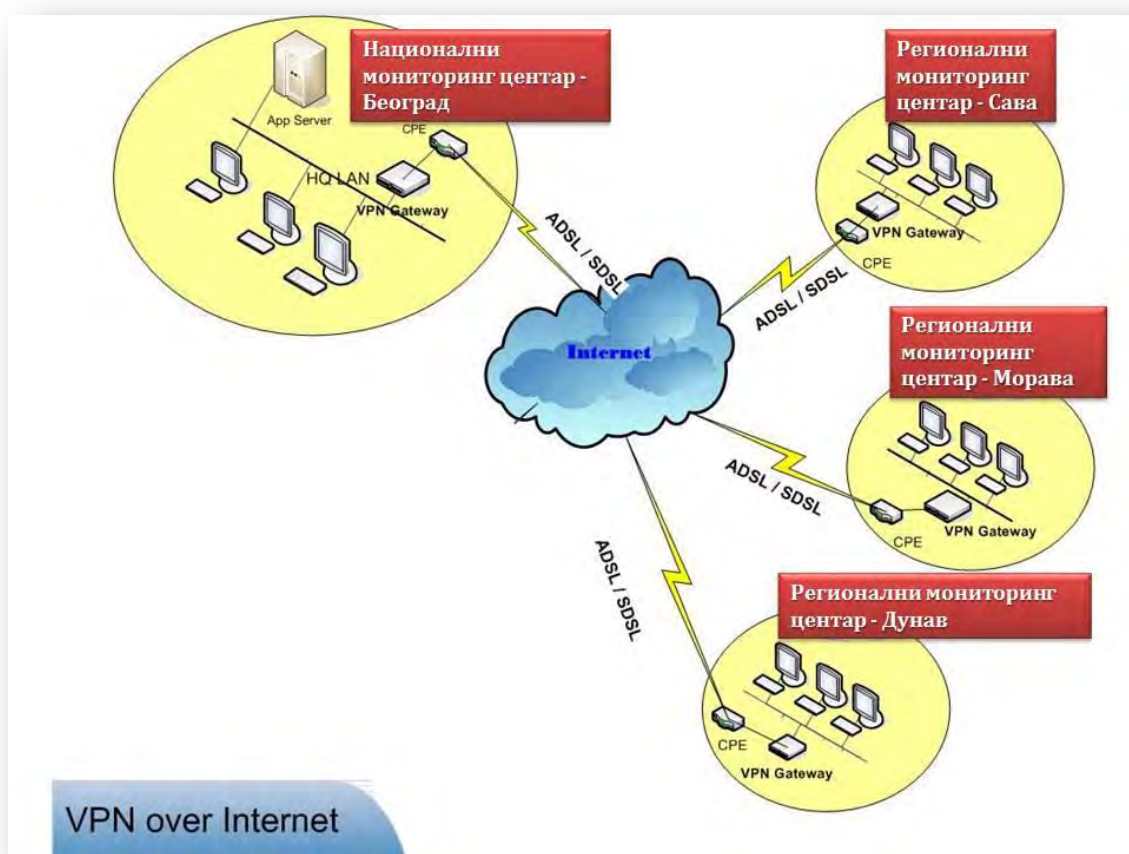 Национални
мониторинг центар -
Београд
App Server
CPE
HQ LAN
VPN Gateway
ADSL / SDSL
Регионални
мониторинг
центар - Сава
VPN Gateway
CPE
ADSL / SDSL
Internet
Регионални
мониторинг
центар - Морава
ADSL / SDSL
CPE
VPN Gateway
ADSL / SDSL
Регионални мониторинг
центар - Дунав
CPE
VPN Gateway
VPN over Internet